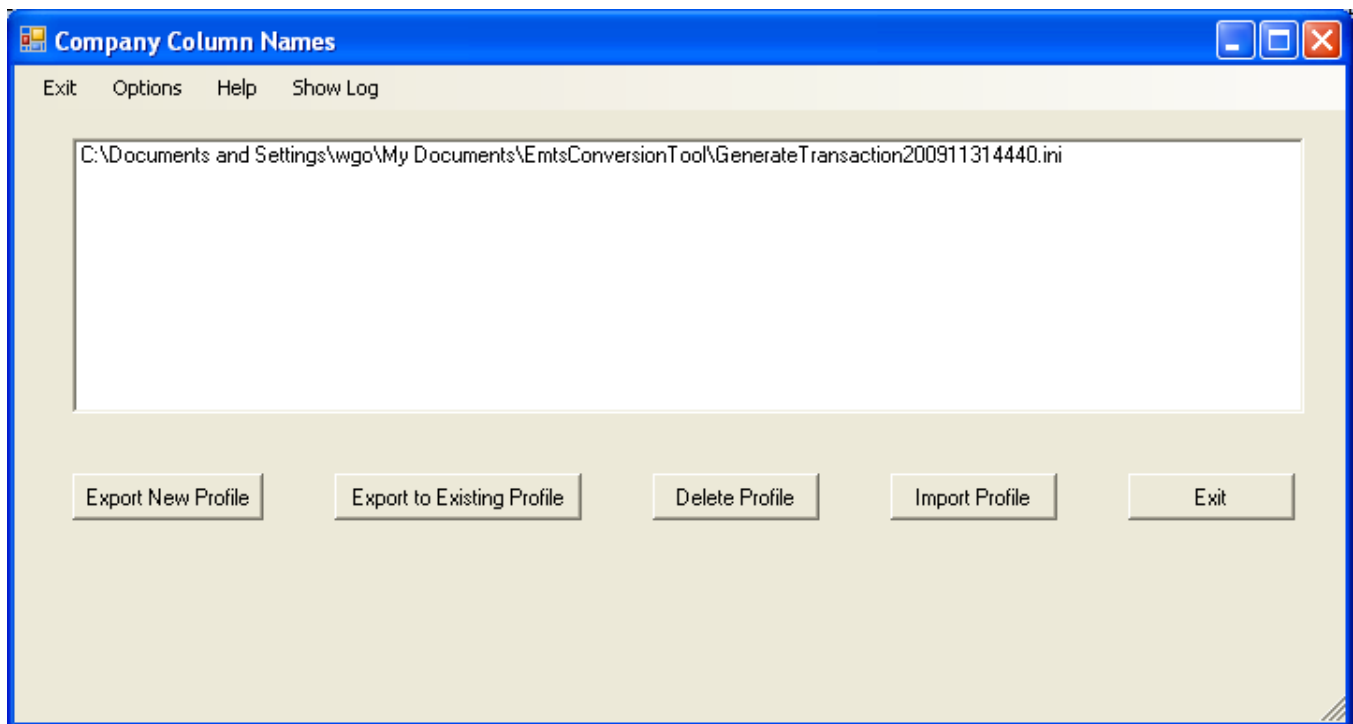 Company Column Names
Exit Options Help Show Log
C:\Documents and Settings\wgo\My Documents\EmtsConversionTool\GenerateTransaction200911314440.ini
Export New Profile Export to Existing Profile Delete Profile Import Profile Exit